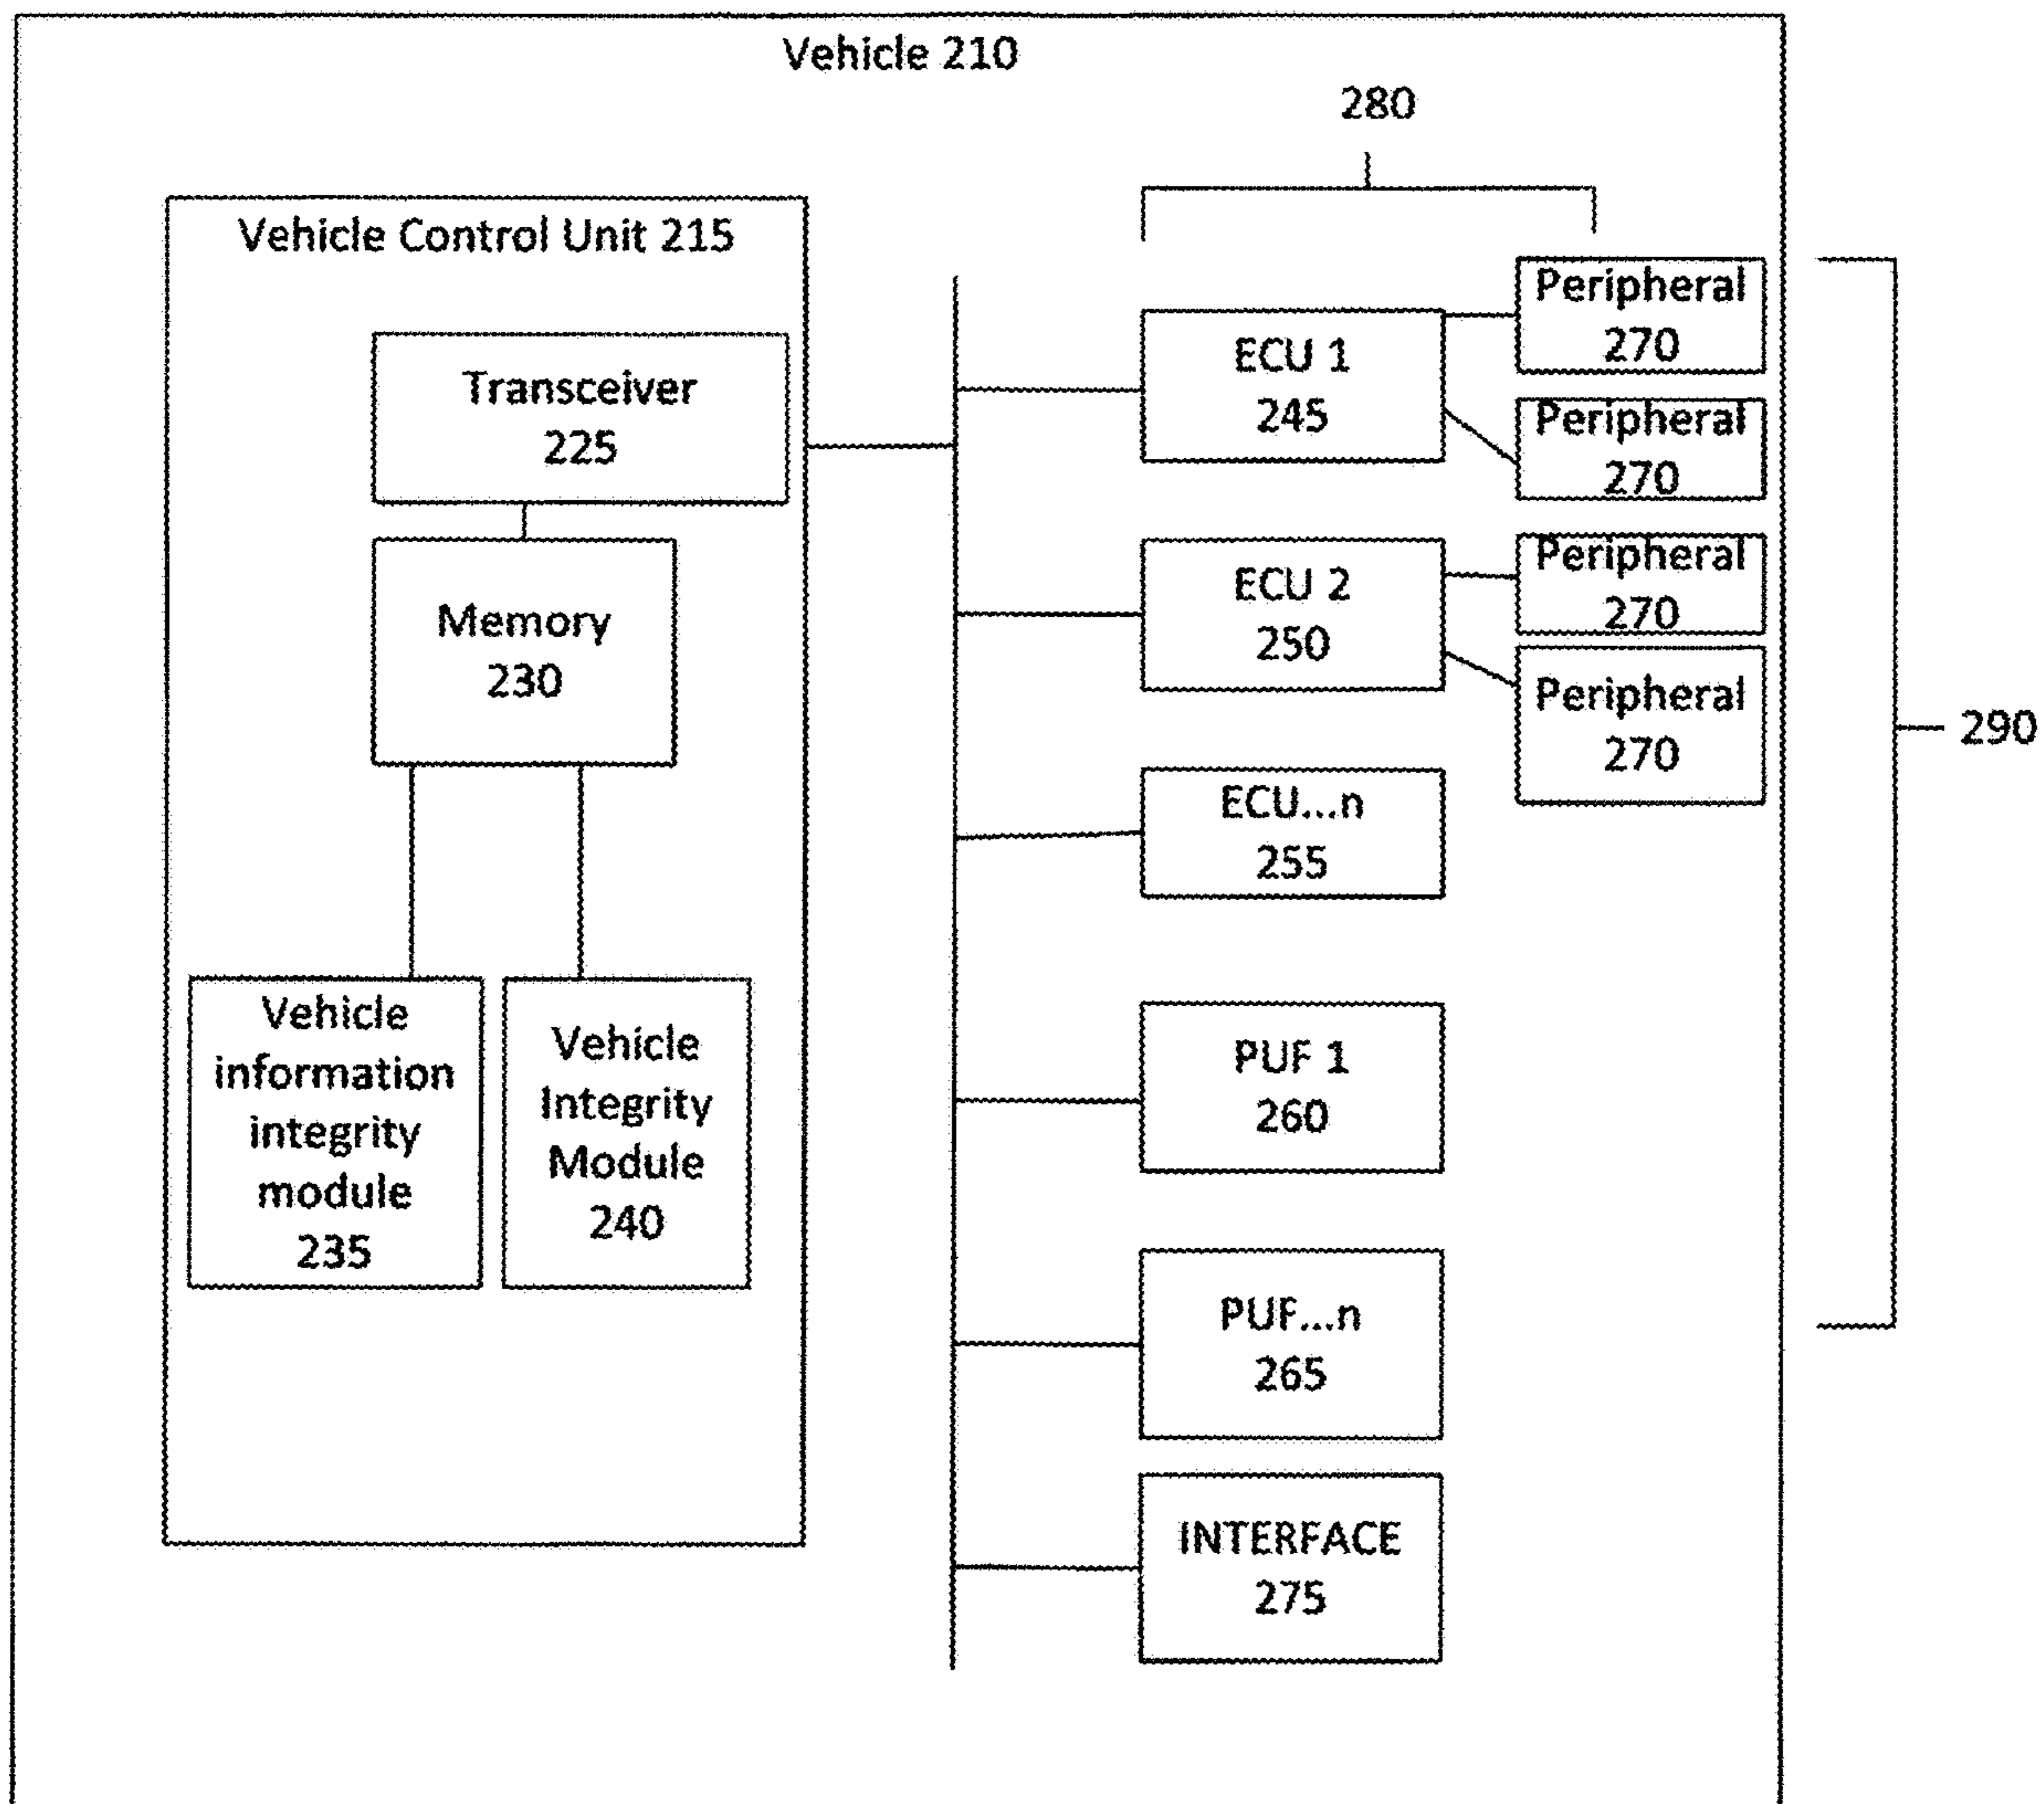 Vehicle 210
280
Vehicle Control Unit 215
Transceiver
225
Memory
230
Vehicle
information
integrity
module
235
Vehicle
Integrity
Module
240
ECU 1
245
Peripheral
270
Peripheral
270
ECU 2
250
Peripheral
270
Peripheral
270
ECU...n
255
PUF 1
260
PUF...n
265
INTERFACE
275
290